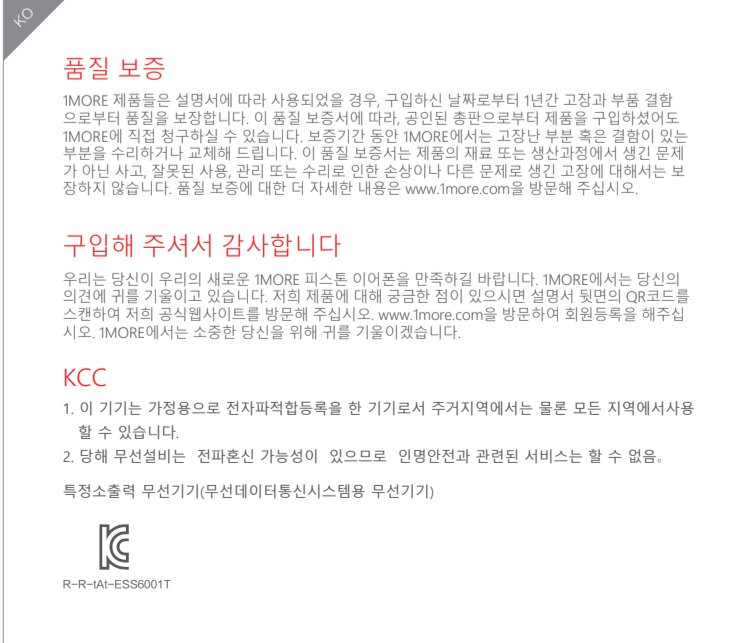 KO
품질 보증
1MORE 제품들은 설명서에 따라 사용되었을 경우, 구입하신 날짜로부터 1년간 고장과 부품 결함
으로부터 품질을 보장합니다. 이 품질 보증서에 따라, 공인된 총판으로부터 제품을 구입하셨어도
1MORE에 직접 청구하실 수 있습니다. 보증기간 동안 1MORE에서는 고장난 부분 혹은 결함이 있는
부분을 수리하거나 교체해 드립니다. 이 품질 보증서는 제품의 재료 또는 생산과정에서 생긴 문제
가 아닌 사고, 잘못된 사용, 관리 또는 수리로 인한 손상이나 다른 문제로 생긴 고장에 대해서는 보
장하지 않습니다. 품질 보증에 대한 더 자세한 내용은 www.1more.com을 방문해 주십시오.
구입해 주셔서 감사합니다
우리는 당신이 우리의 새로운 1MORE 피스톤 이어폰을 만족하길 바랍니다. 1MORE에서는 당신의
의견에 귀를 기울이고 있습니다. 저희 제품에 대해 궁금한 점이 있으시면 설명서 뒷면의 QR코드를
스캔하여 저희 공식웹사이트를 방문해 주십시오. www.1more.com을 방문하여 회원등록을 해주십
시오. 1MORE에서는 소중한 당신을 위해 귀를 기울이겠습니다.
KCC
1. 이 기기는 가정용으로 전자파적합등록을 한 기기로서 주거지역에서는 물론 모든 지역에서사용
할 수 있습니다.
2. 당해 무선설비는 전파혼신 가능성이 있으므로 인명안전과 관련된 서비스는 할 수 없음。
특정소출력 무선기기(무선데이터통신시스템용 무선기기)
R-R-tAt-ESS6001T